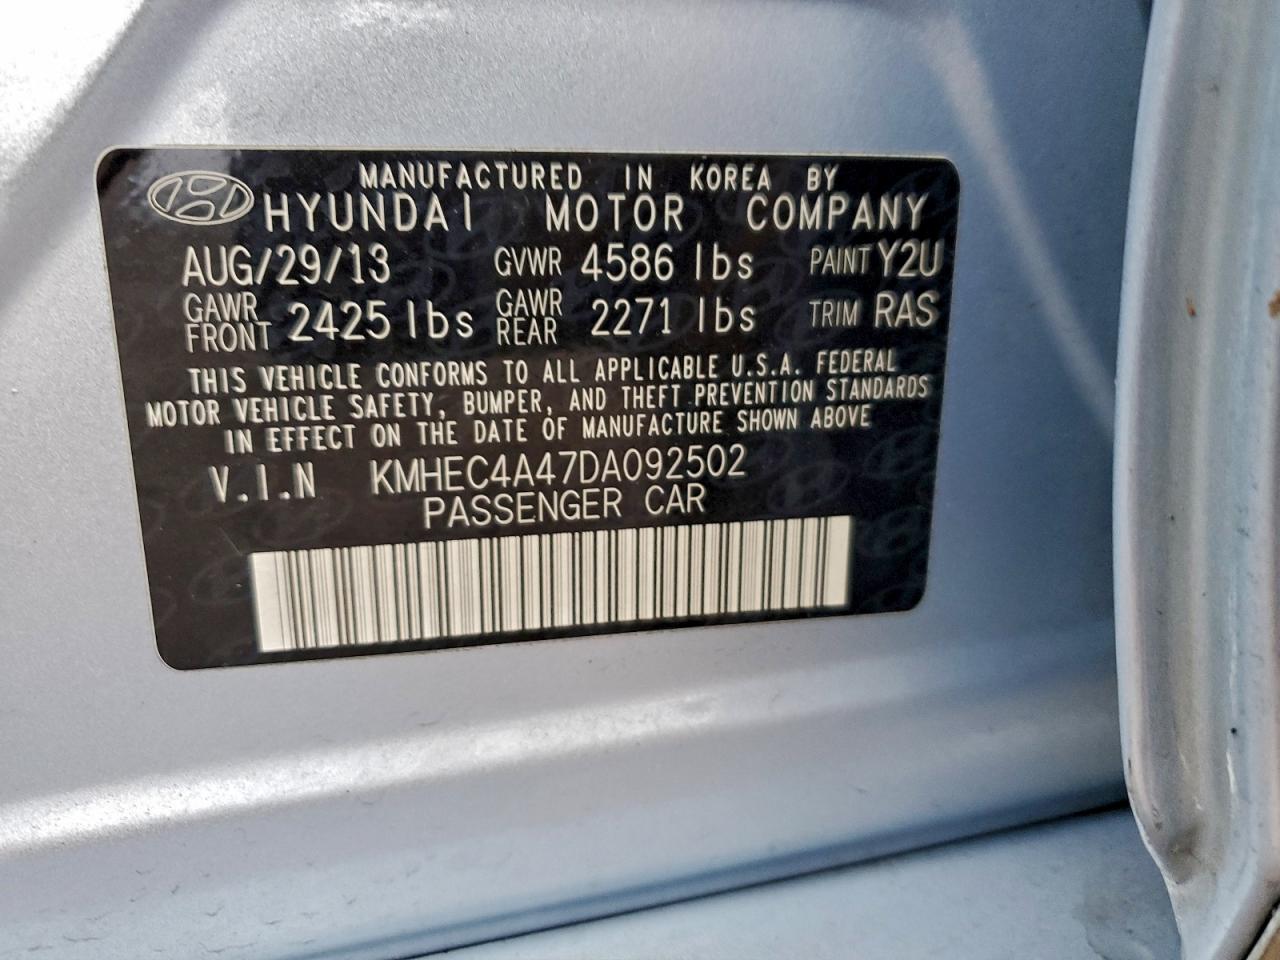 MANUFACTURED IN KOREA BY
HYUNDAI MOTOR COMPANY
AUG/29/13 GVWR 4586 lbs PAINT Y2U
GAWR FRONT 2425 lbs GAWR REAR 2271 lbs TRIM RAS
THIS VEHICLE CONFORMS TO ALL APPLICABLE U.S.A. FEDERAL
MOTOR VEHICLE SAFETY, BUMPER, AND THEFT PREVENTION STANDARDS
IN EFFECT ON THE DATE OF MANUFACTURE SHOWN ABOVE
V.I.N KMHEC4A47DA092502
PASSENGER CAR